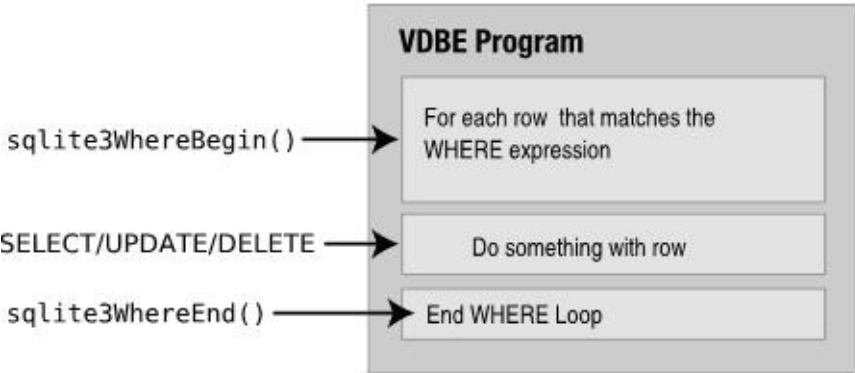 VDBE Program
sqlite3WhereBegin()
For each row that matches the
WHERE expression
SELECT/UPDATE/DELETE
Do something with row
sqlite3WhereEnd()
End WHERE Loop